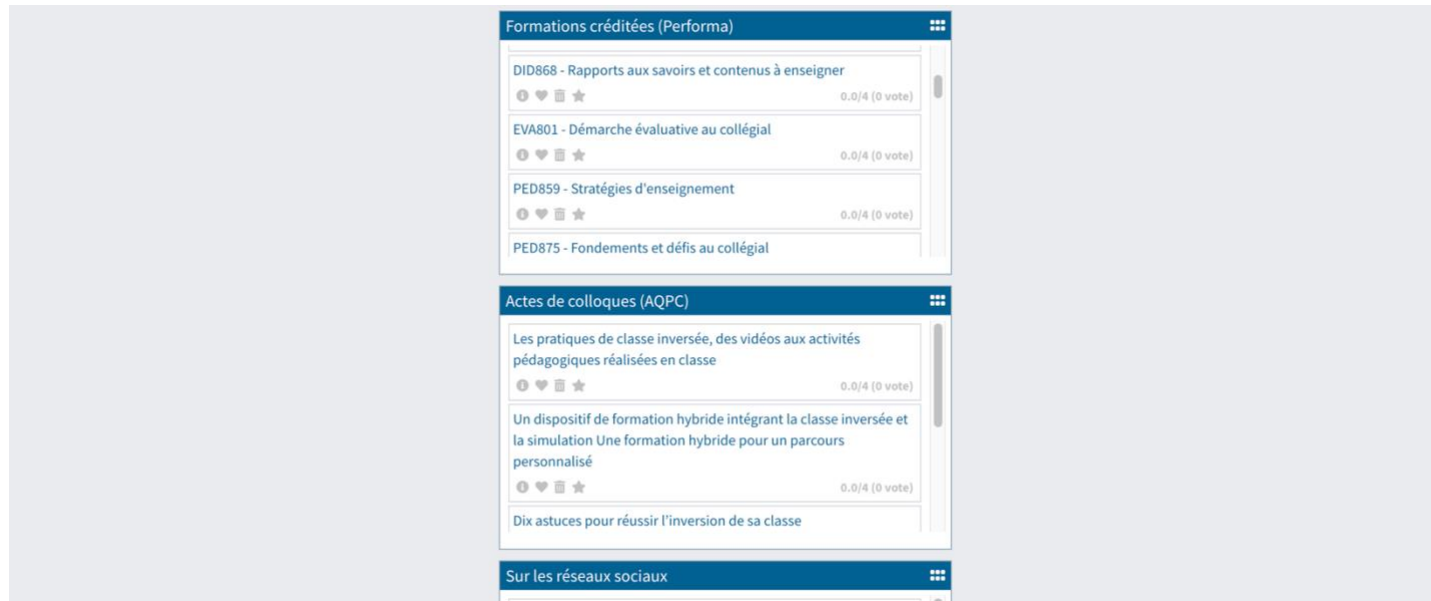 Formations créditées (Performa)
DID868 - Rapports aux savoirs et contenus à enseigner
0.0/4 (0 vote)
EVA801 - Démarche évaluative au collégial
0.0/4 (0 vote)
PED859 - Stratégies d'enseignement
0.0/4 (0 vote)
PED875 - Fondements et défis au collégial
Actes de colloques (AQPC)
Les pratiques de classe inversée, des vidéos aux activités
pédagogiques réalisées en classe
0.0/4 (0 vote)
Un dispositif de formation hybride intégrant la classe inversée et
la simulation Une formation hybride pour un parcours
personnalisé
0.0/4 (0 vote)
Dix astuces pour réussir l'inversion de sa classe
Sur les réseaux sociaux